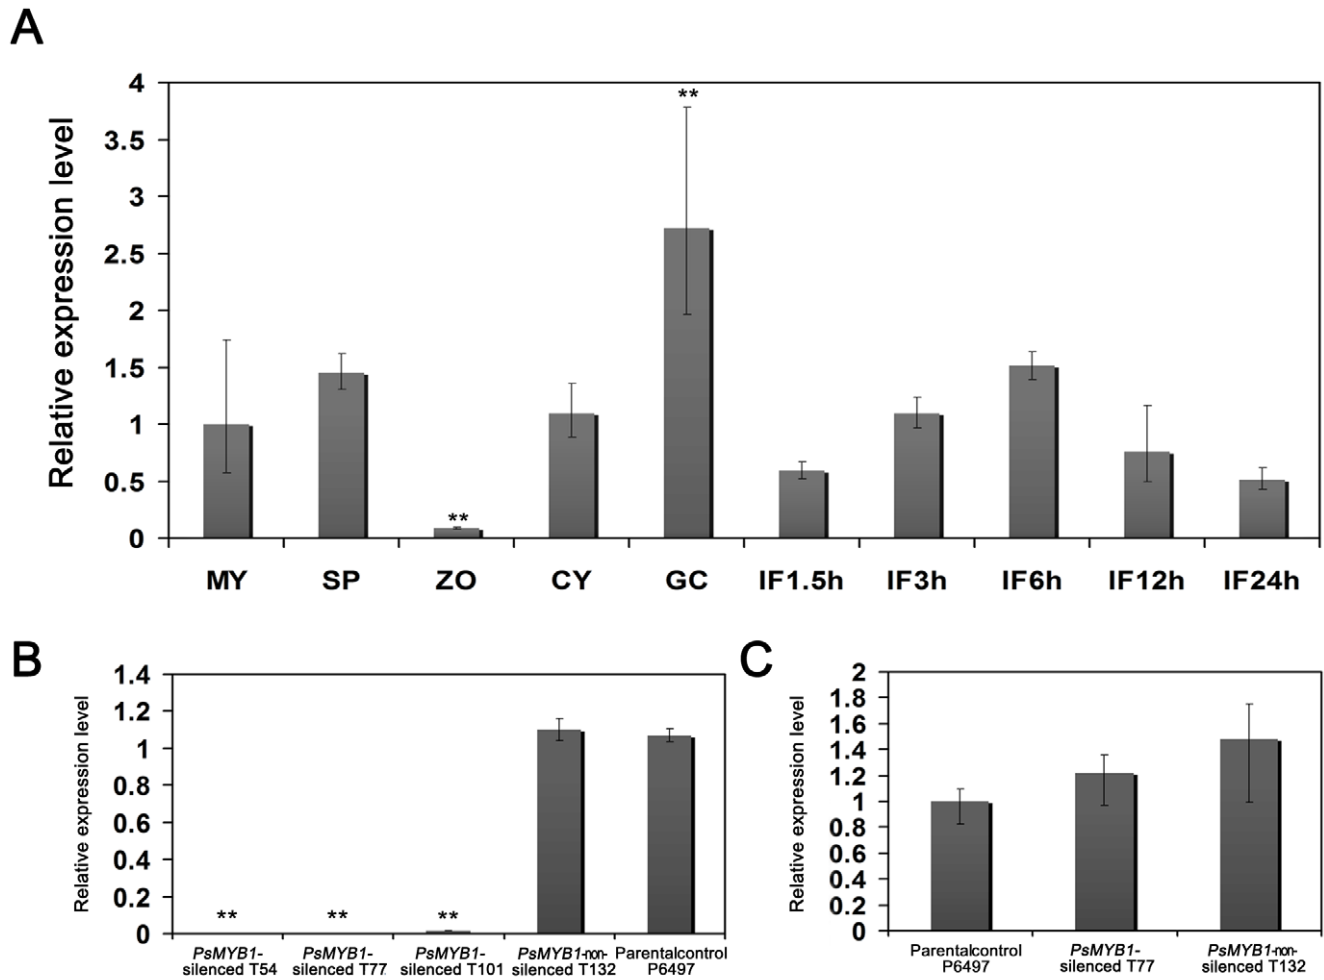 A
Relative expression level
4
3.5
3
2.5
2
1.5
1
0.5
0
**
**
MY SP ZO CY GC IF1.5h IF3h IF6h IF12h IF24h
B
Relative expression level
1.4
1.2
1
0.8
0.6
0.4
0.2
0
** ** **
PsMYB1- PsMYB1- PsMYB1- PsMYB1-non- Parentalcontrol
silenced T54 silenced T77 silenced T101 silenced T132 P6497
C
Relative expression level
2
1.8
1.6
1.4
1.2
1
0.8
0.6
0.4
0.2
0
Parentalcontrol PsMYB1- PsMYB1-non-
P6497 silenced T77 silenced T132